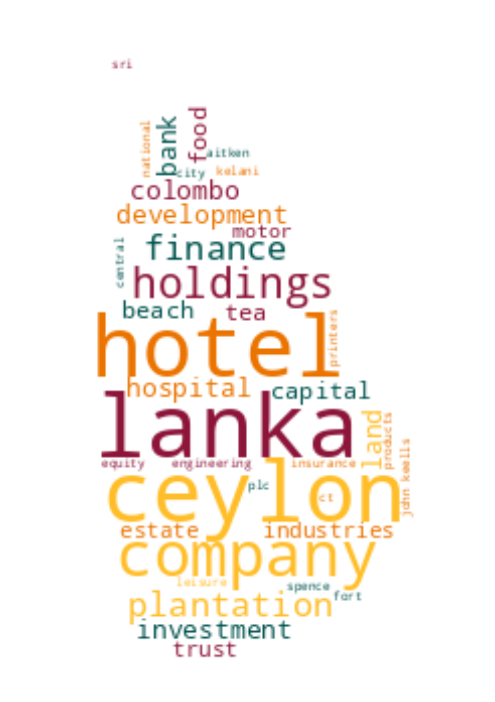 sri
national
bank
food
aitken
city
kelani
colombo
development
motor
central
finance
holdings
beach
tea
hotel
printers
hospital
capital
lanka
land
products
john keells
equity
engineering
insurance
ceylon
plc
ct
estate
industries
company
leisure
spence
fort
plantation
investment
trust